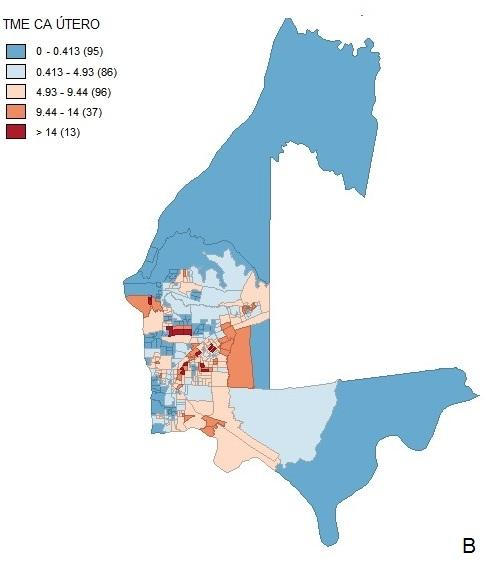 TME CA ÚTERO
0 - 0.413 (95)
0.413 - 4.93 (86)
4.93 - 9.44 (96)
9.44 - 14 (37)
> 14 (13)
B